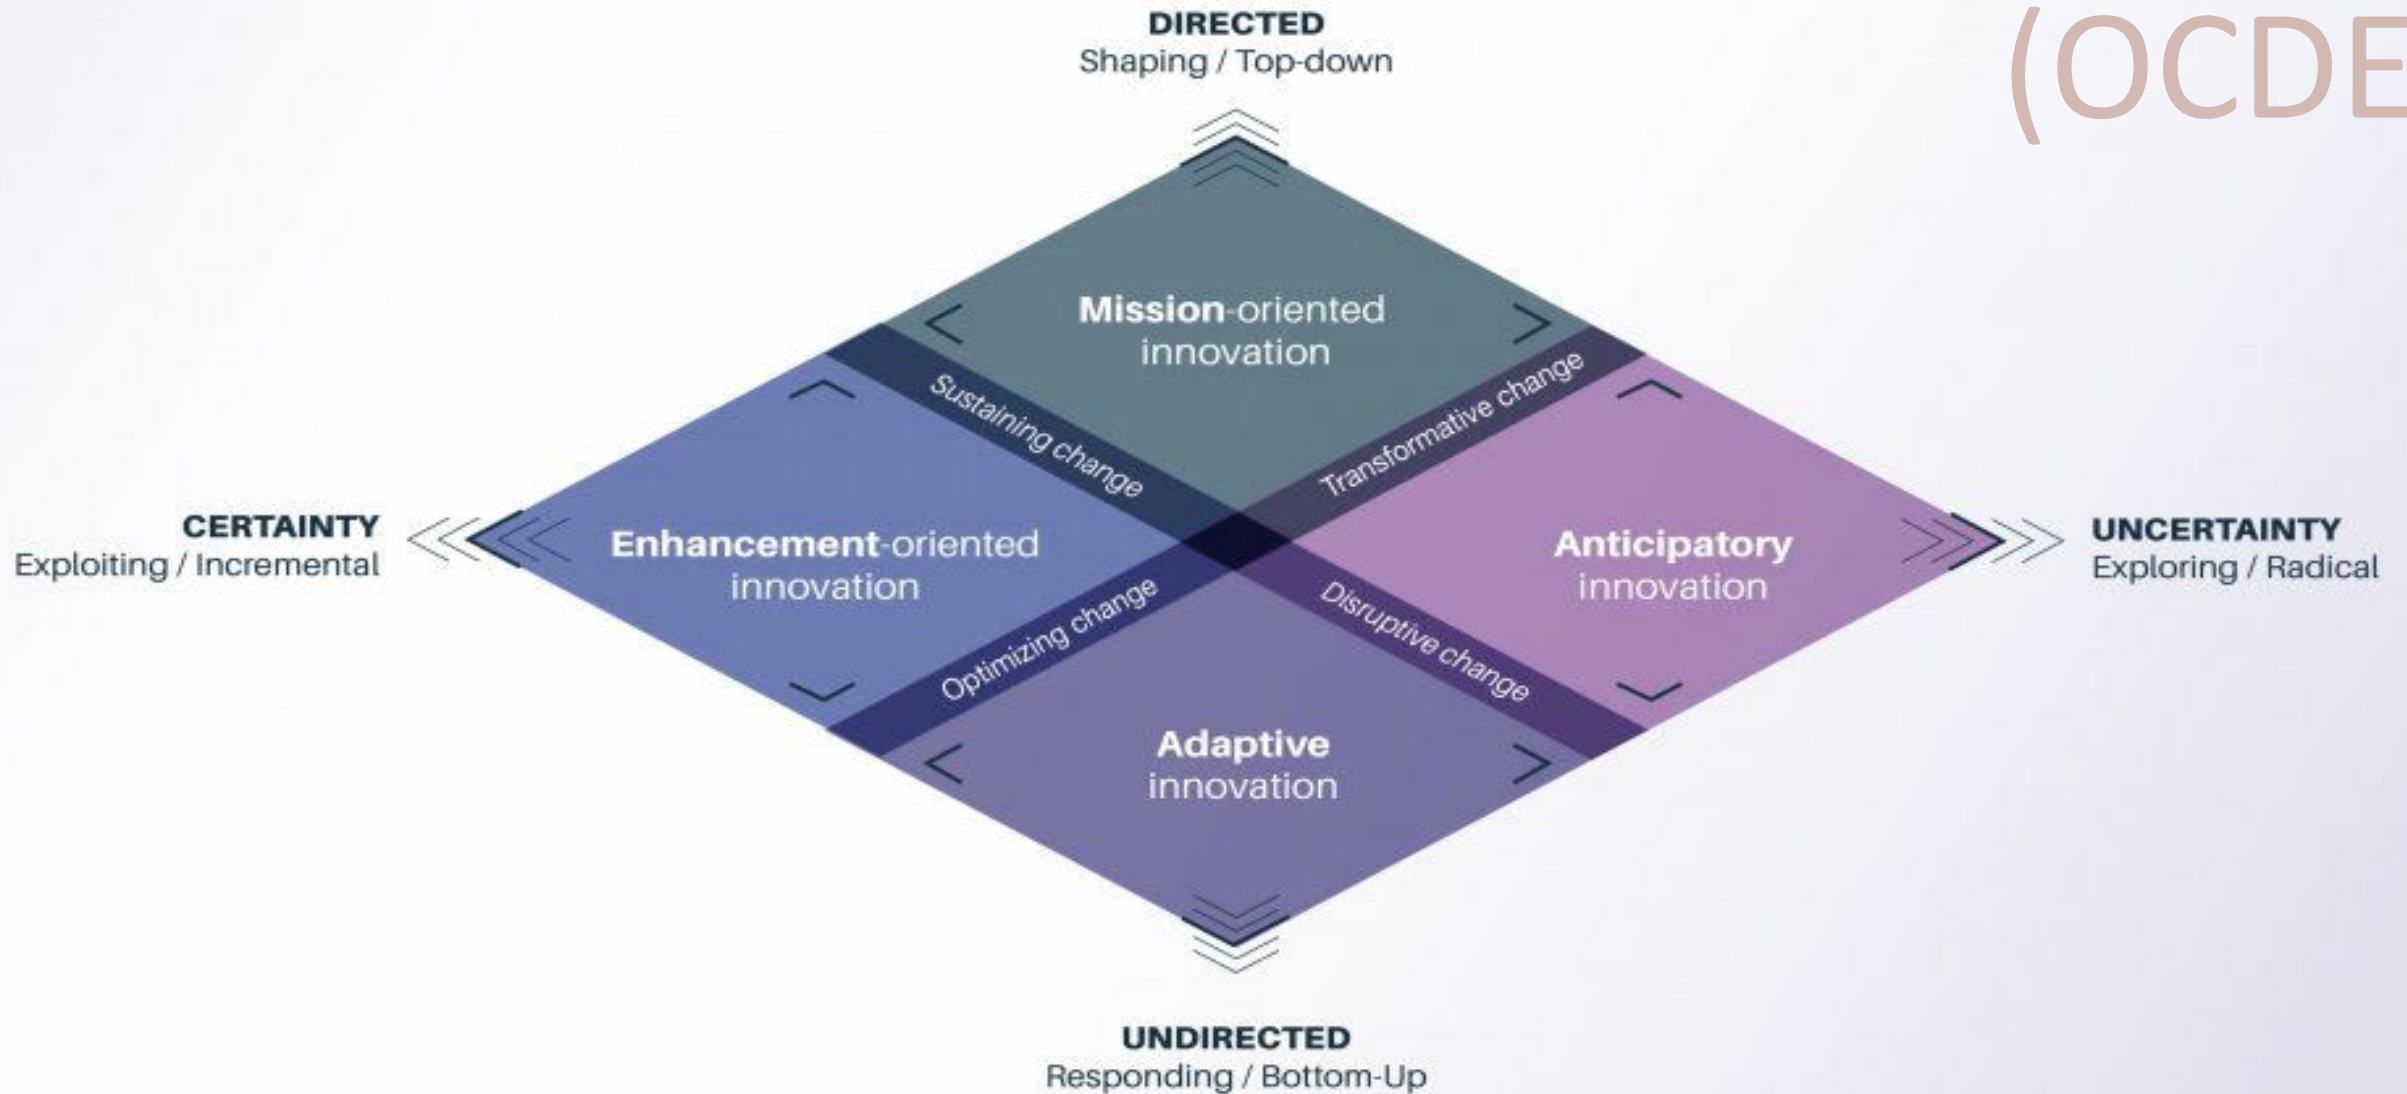 DIRECTED
Shaping / Top-down
(OCDE
Mission-oriented
innovation
Sustaining change
Transformative change
CERTAINTY
Exploiting / Incremental
Enhancement-oriented
innovation
Anticipatory
innovation
UNCERTAINTY
Exploring / Radical
Optimizing change
Disruptive change
Adaptive
innovation
UNDIRECTED
Responding / Bottom-Up